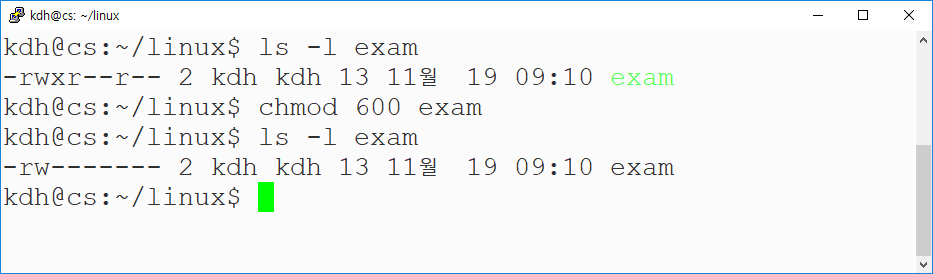 kdh@cs: ~/linux
kdh@cs:~/linux$ ls -l exam
-rwxr--r-- 2 kdh kdh 13 11월  19 09:10 exam
kdh@cs:~/linux$ chmod 600 exam
kdh@cs:~/linux$ ls -l exam
-rw------- 2 kdh kdh 13 11월  19 09:10 exam
kdh@cs:~/linux$